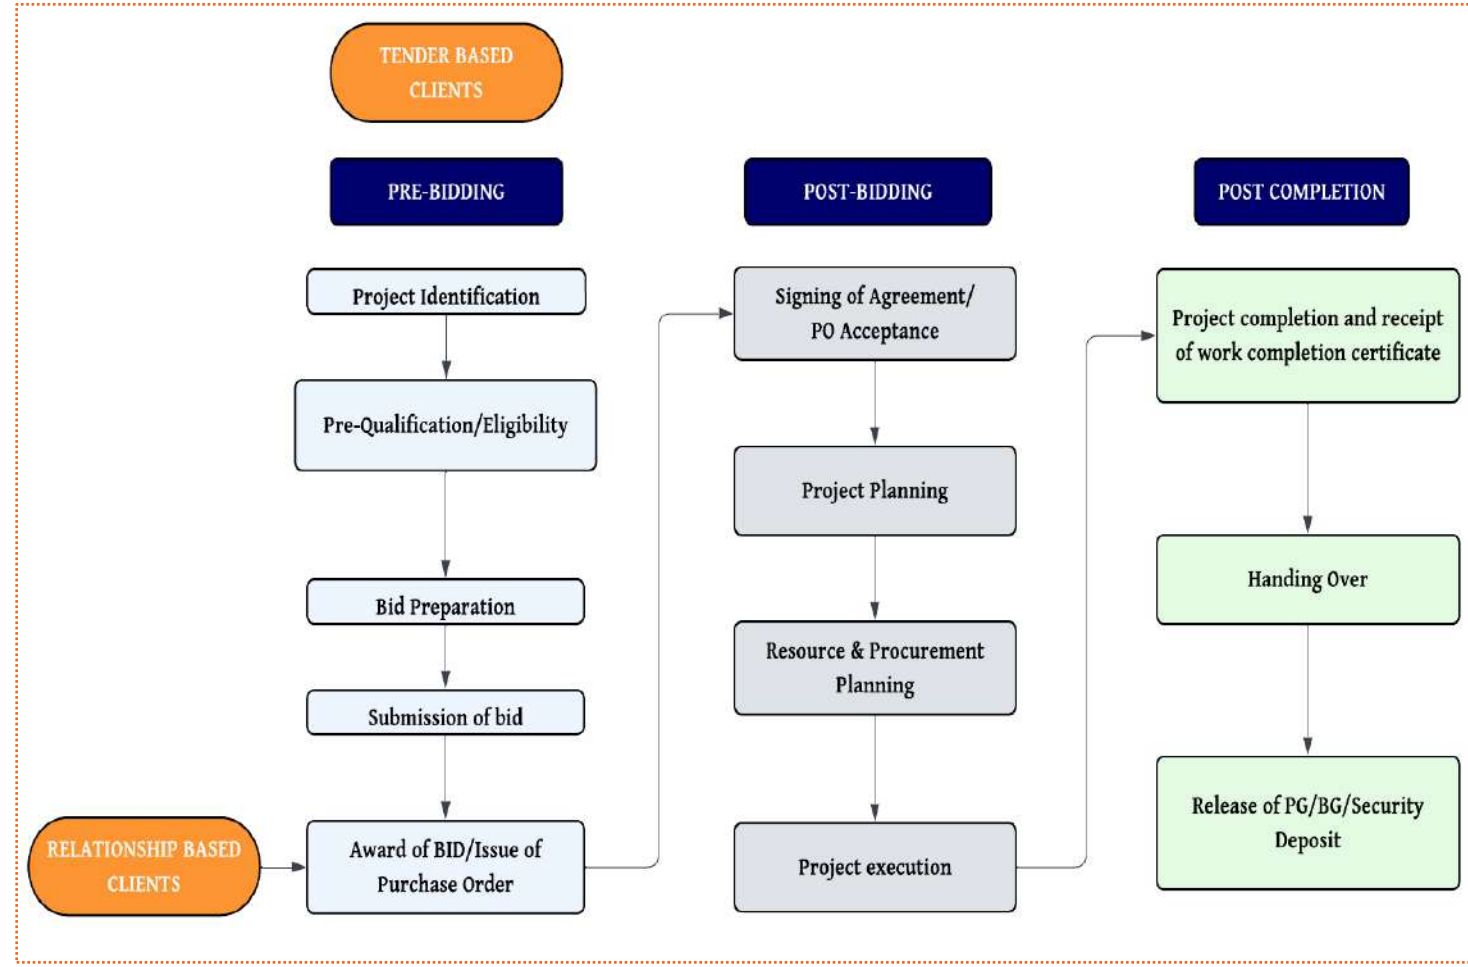 TENDER BASED
CLIENTS
PRE-BIDDING
POST-BIDDING
POST COMPLETION
Project Identification
Pre-Qualification/Eligibility
Bid Preparation
Submission of bid
RELATIONSHIP BASED
CLIENTS
Award of BID/Issue of
Purchase Order
Signing of Agreement/
PO Acceptance
Project Planning
Resource & Procurement
Planning
Project execution
Project completion and receipt
of work completion certificate
Handing Over
Release of PG/BG/Security
Deposit